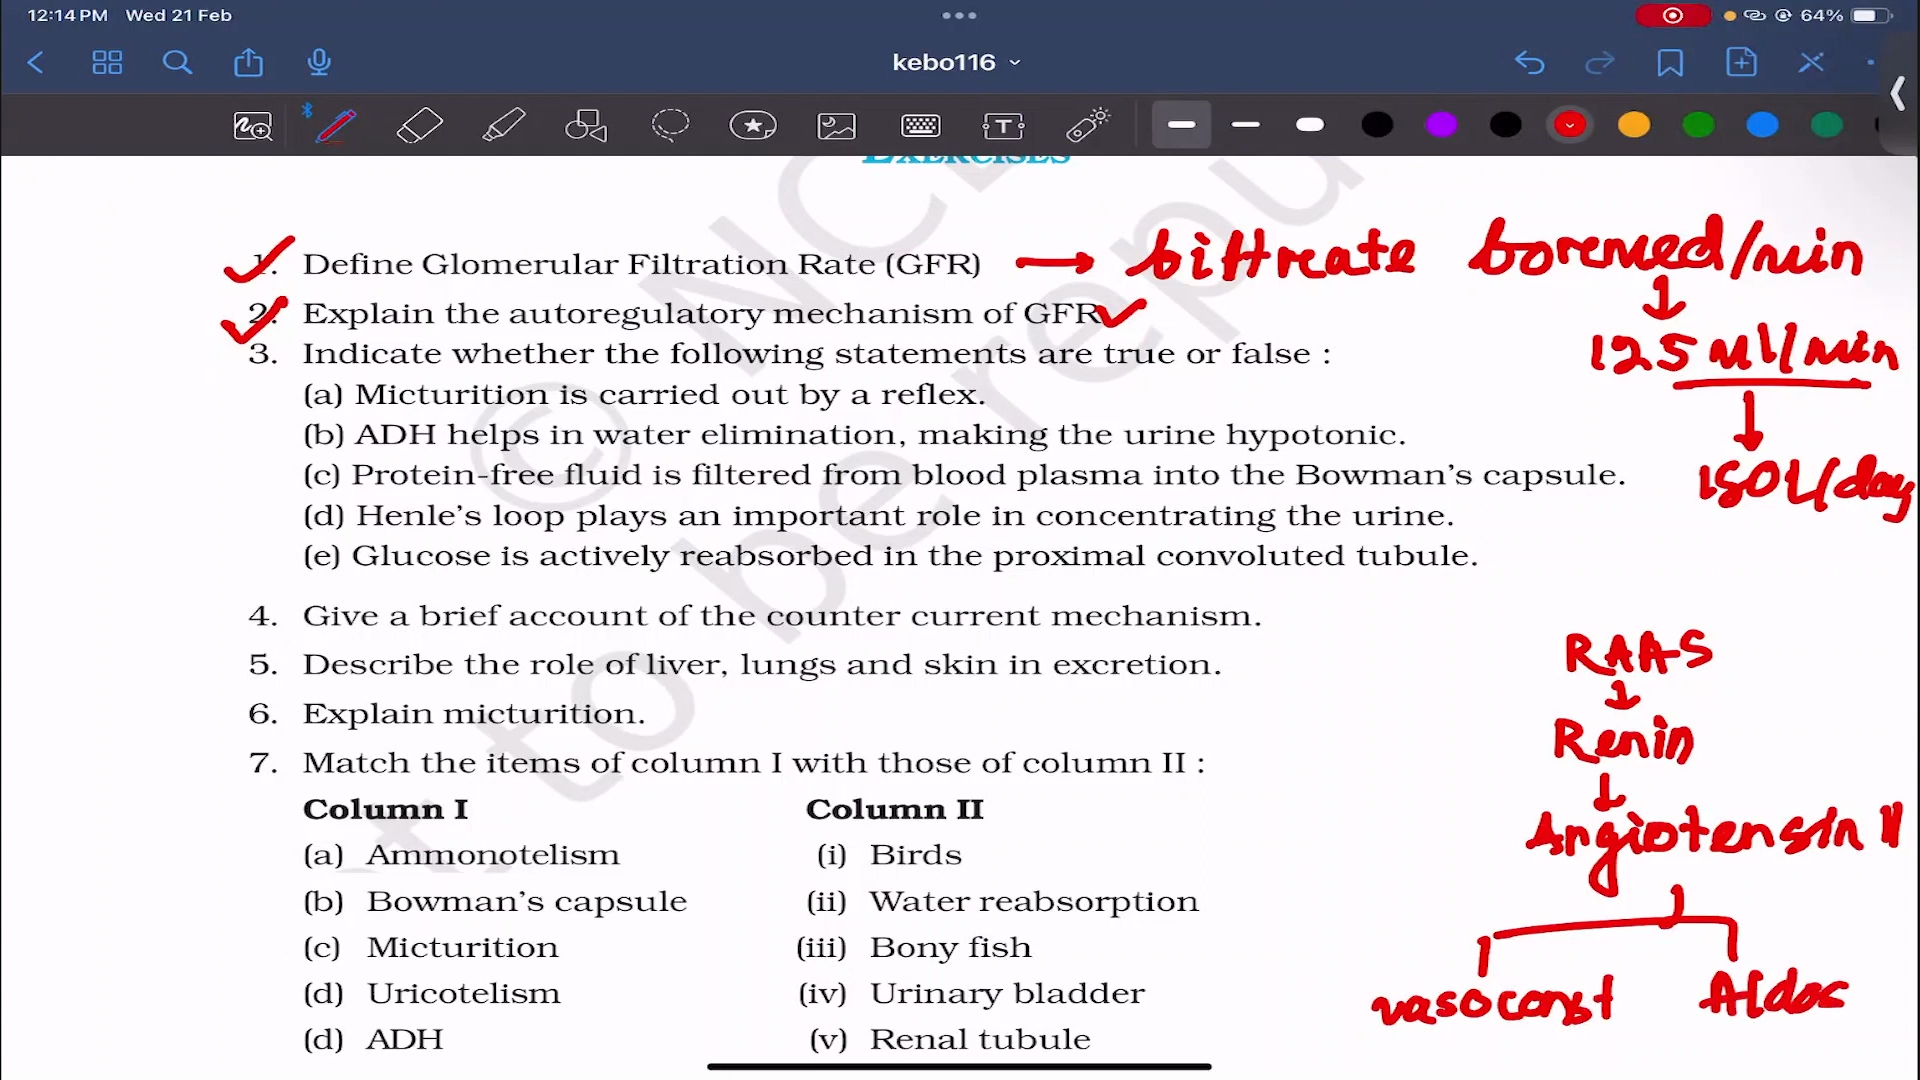 12:14 PM Wed 21 Feb
64%
kebo116
EXERCISES
1. Define Glomerular Filtration Rate (GFR) → filtrate formed/min
2. Explain the autoregulatory mechanism of GFR
125 ml/min
3. Indicate whether the following statements are true or false :
(a) Micturition is carried out by a reflex.
(b) ADH helps in water elimination, making the urine hypotonic.
(c) Protein-free fluid is filtered from blood plasma into the Bowman’s capsule.
180L/day
(d) Henle’s loop plays an important role in concentrating the urine.
(e) Glucose is actively reabsorbed in the proximal convoluted tubule.
4. Give a brief account of the counter current mechanism.
5. Describe the role of liver, lungs and skin in excretion.
6. Explain micturition.
7. Match the items of column I with those of column II :
Column I Column II
(a) Ammonotelism (i) Birds
(b) Bowman’s capsule (ii) Water reabsorption
(c) Micturition (iii) Bony fish
(d) Uricotelism (iv) Urinary bladder
(d) ADH (v) Renal tubule
RAAS
Renin
Angiotensin II
vasoconst Aldos
© NCE
t to be repu